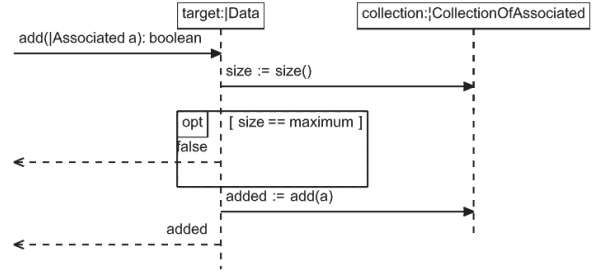 target:|Data
collection:¦CollectionOfAssociated
add(|Associated a): boolean
size := size()
opt
[ size == maximum ]
false
added := add(a)
added